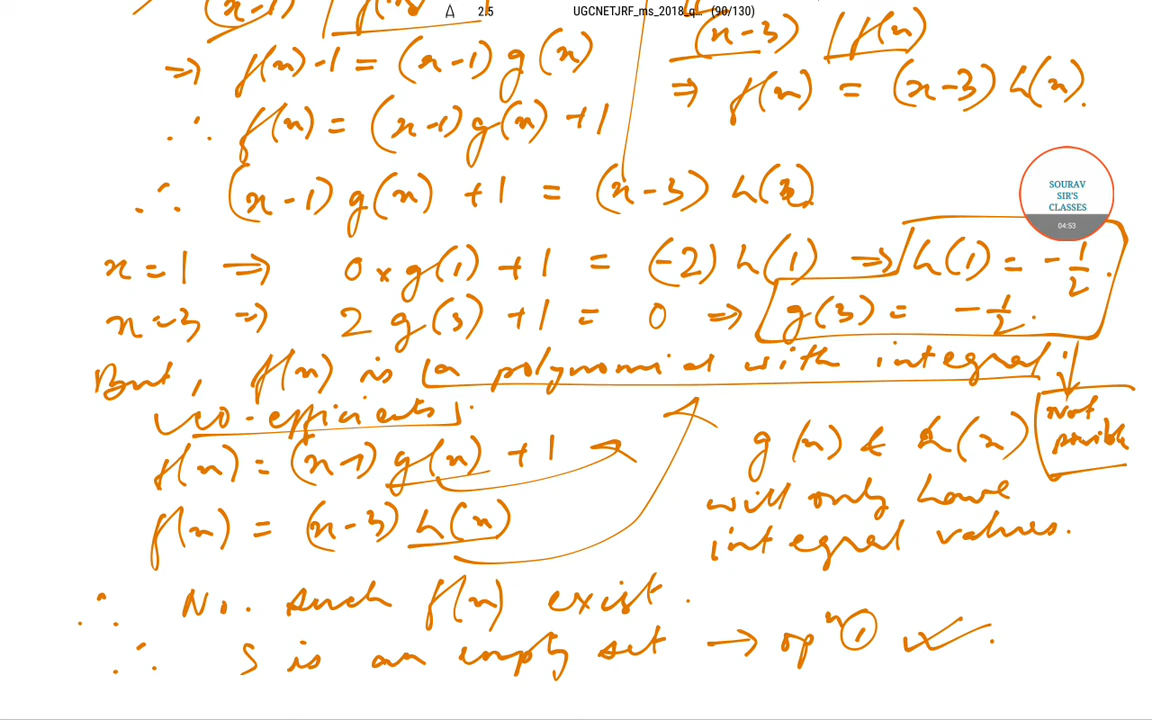 2.5 UGCNETJRF_ms_2018_q... (90/130)
(x-1) | f(x)
⇒ f(x)-1 = (x-1) g(x)
∴ f(x) = (x-1)g(x) +1
(x-3) | f(x)
⇒ f(x) = (x-3) h(x).
∴ (x-1) g(x) +1 = (x-3) h(x).
SOURAV
SIR'S
CLASSES
04:53
x=1 ⇒ 0×g(1) +1 = (-2) h(1) ⇒ h(1) = -1/2.
x=3 ⇒ 2 g(3) +1 = 0 ⇒ g(3) = -1/2.
But, f(x) is a polynomial with integral
co-efficients.
Not
possible
f(x) = (x-1) g(x) +1
f(x) = (x-3) h(x)
g(x) & h(x)
will only have
integral values.
∴ No. such f(x) exist.
∴ S is an empty set → opⁿ ①